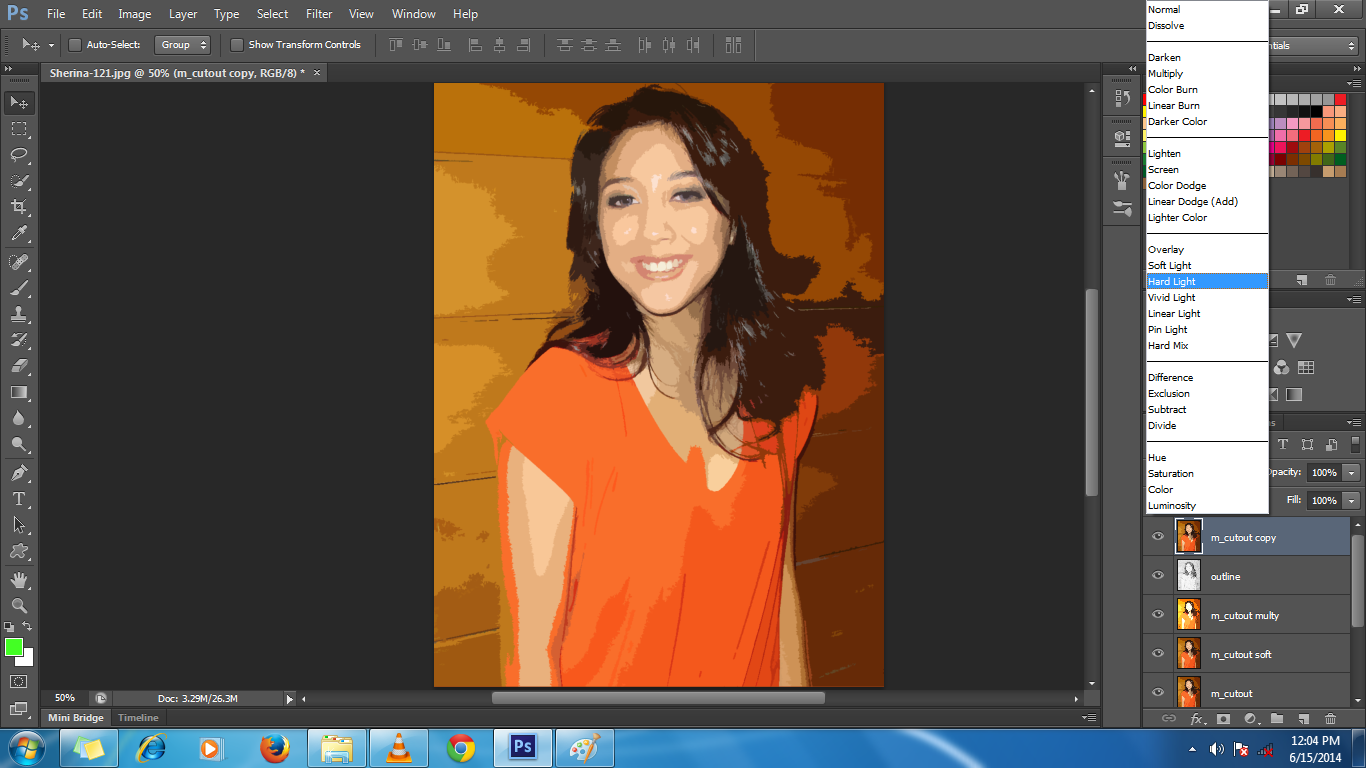 Ps File Edit Image Layer Type Select Filter View Window Help
Auto-Select: Group Show Transform Controls
Sherina-121.jpg @ 50% (m_cutout copy, RGB/8) * ×
Normal
Dissolve
Darken
Multiply
Color Burn
Linear Burn
Darker Color
Lighten
Screen
Color Dodge
Linear Dodge (Add)
Lighter Color
Overlay
Soft Light
Hard Light
Vivid Light
Linear Light
Pin Light
Hard Mix
Difference
Exclusion
Subtract
Divide
Hue
Saturation
Color
Luminosity
ntials
Opacity: 100%
Fill: 100%
m_cutout copy
outline
m_cutout multy
m_cutout soft
m_cutout
fx
50% Doc: 3.29M/26.3M
Mini Bridge Timeline
Ps
12:04 PM
6/15/2014